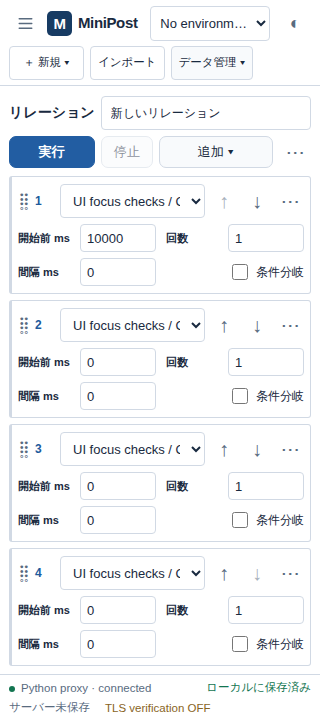 M MiniPost No environm…
＋ 新規 ▾ インポート データ管理 ▾
リレーション 新しいリレーション
実行 停止 追加 ▾ ···
1 UI focus checks / ↑ ↓ ···
開始前 ms 10000 回数 1
間隔 ms 0 条件分岐
2 UI focus checks / ↑ ↓ ···
開始前 ms 0 回数 1
間隔 ms 0 条件分岐
3 UI focus checks / ↑ ↓ ···
開始前 ms 0 回数 1
間隔 ms 0 条件分岐
4 UI focus checks / ↑ ↓ ···
開始前 ms 0 回数 1
間隔 ms 0 条件分岐
Python proxy · connected ローカルに保存済み
サーバー未保存 TLS verification OFF